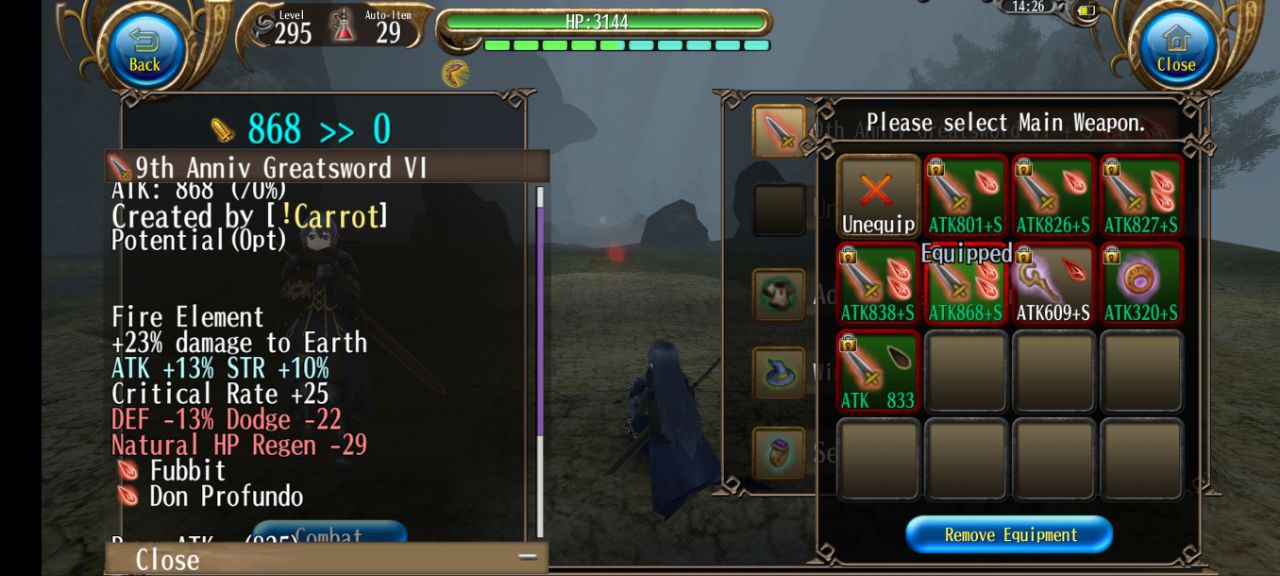 Back
Level
295
Auto-Item
29
HP:3144
14:26
Close
868 >> 0
9th Anniv Greatsword VI
ATK: 868 (70%)
Created by [!Carrot]
Potential(0pt)
Fire Element
+23% damage to Earth
ATK +13% STR +10%
Critical Rate +25
DEF -13% Dodge -22
Natural HP Regen -29
Fubbit
Don Profundo
Combat
Close
Please select Main Weapon.
Unequip
ATK801+S
ATK826+S
ATK827+S
Equipped
ATK838+S
ATK868+S
ATK609+S
ATK320+S
ATK 833
Remove Equipment